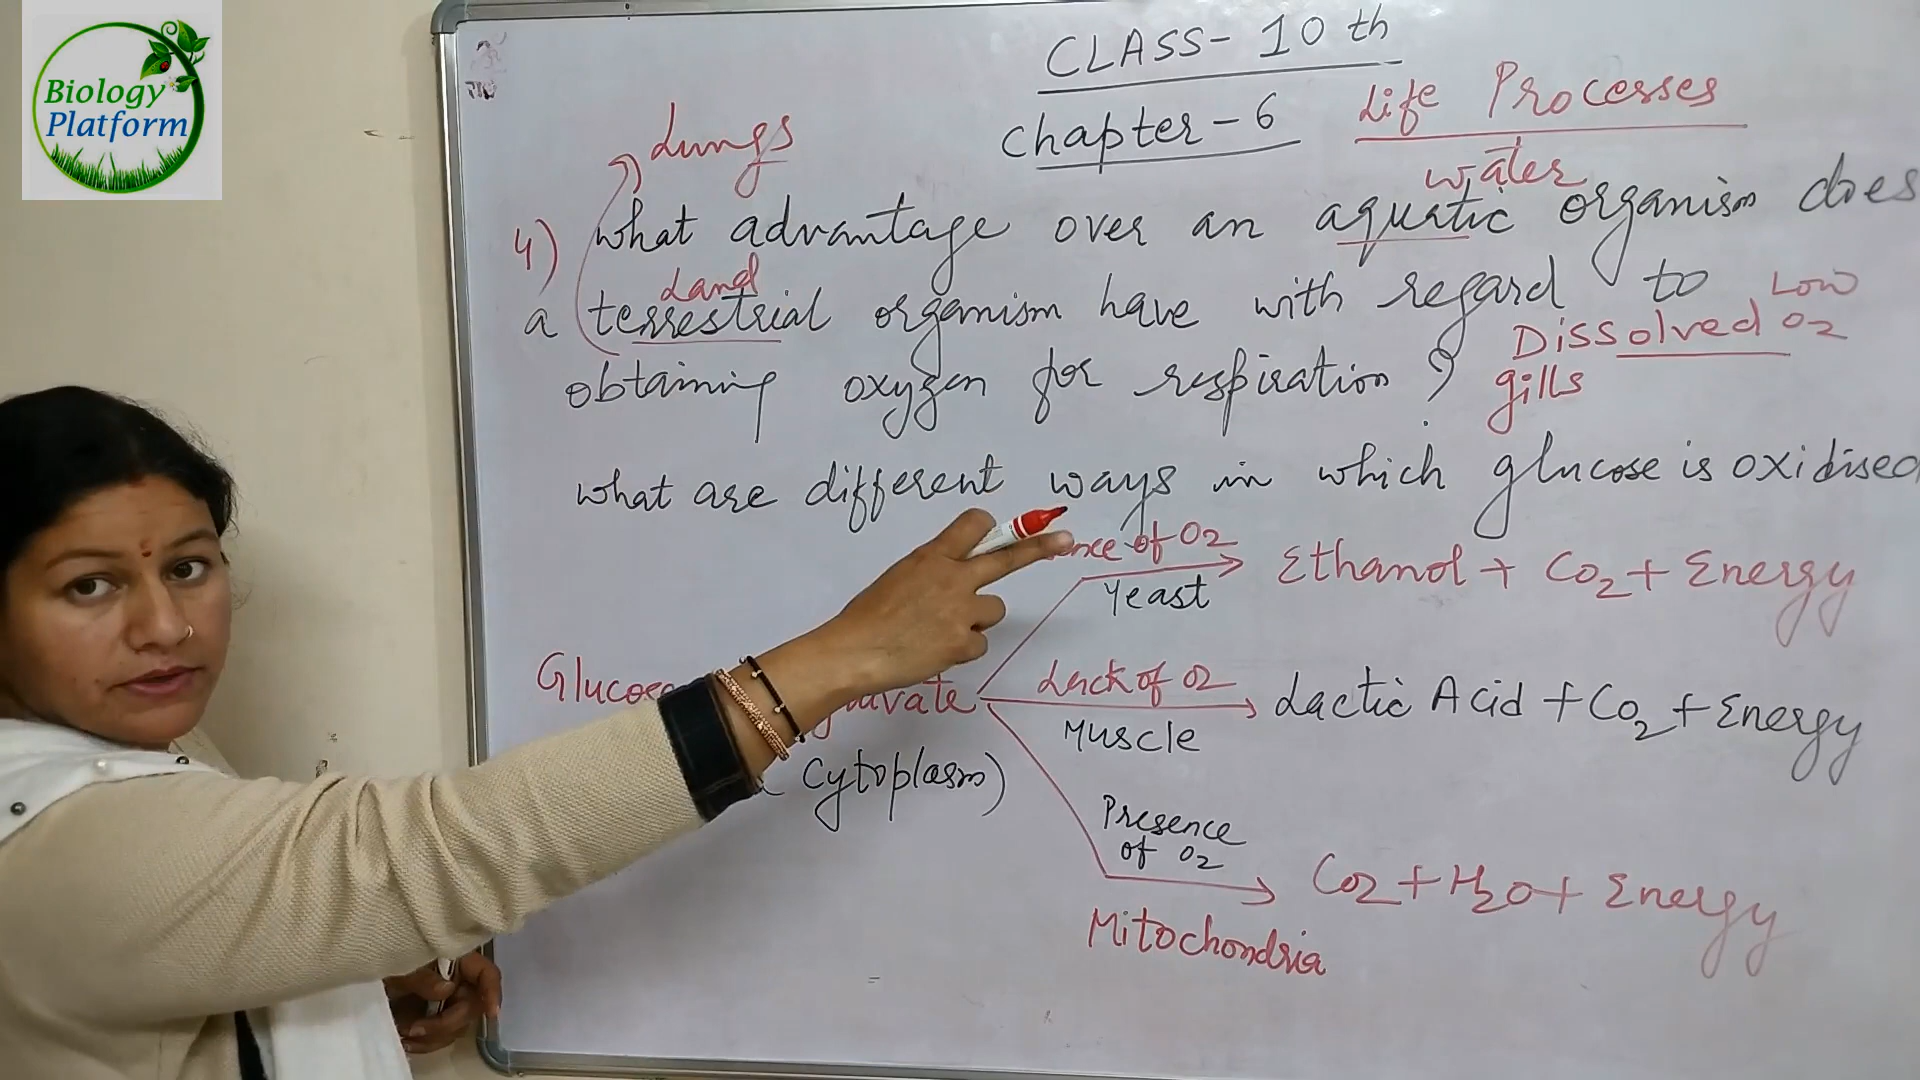 Biology
Platform
CLASS-10th
Chapter-6 Life Processes
Lungs
water
4) what advantage over an aquatic organism does
Land
a terrestrial organism have with regard to
Low
Dissolved O2
obtaining oxygen for respiration ?
gills
what are different ways in which glucose is oxidised
of O2
Yeast
Ethanol + CO2 + Energy
Lack of O2
Muscle
Lactic Acid + CO2 + Energy
(Cytoplasm)
Presence
of O2
Mitochondria
CO2 + H2O + Energy